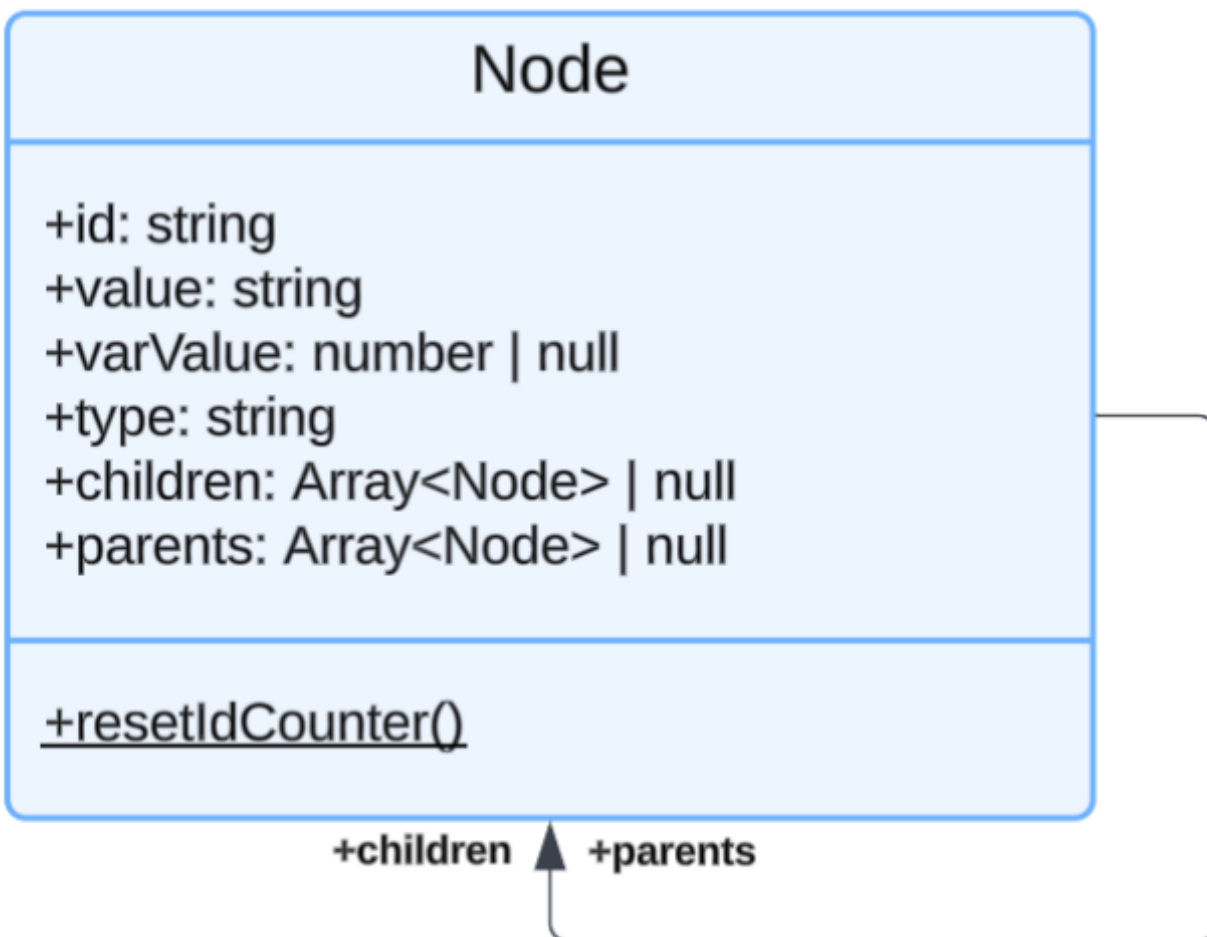 Node
+id: string
+value: string
+varValue: number | null
+type: string
+children: Array<Node> | null
+parents: Array<Node> | null
+resetIdCounter()
+children +parents